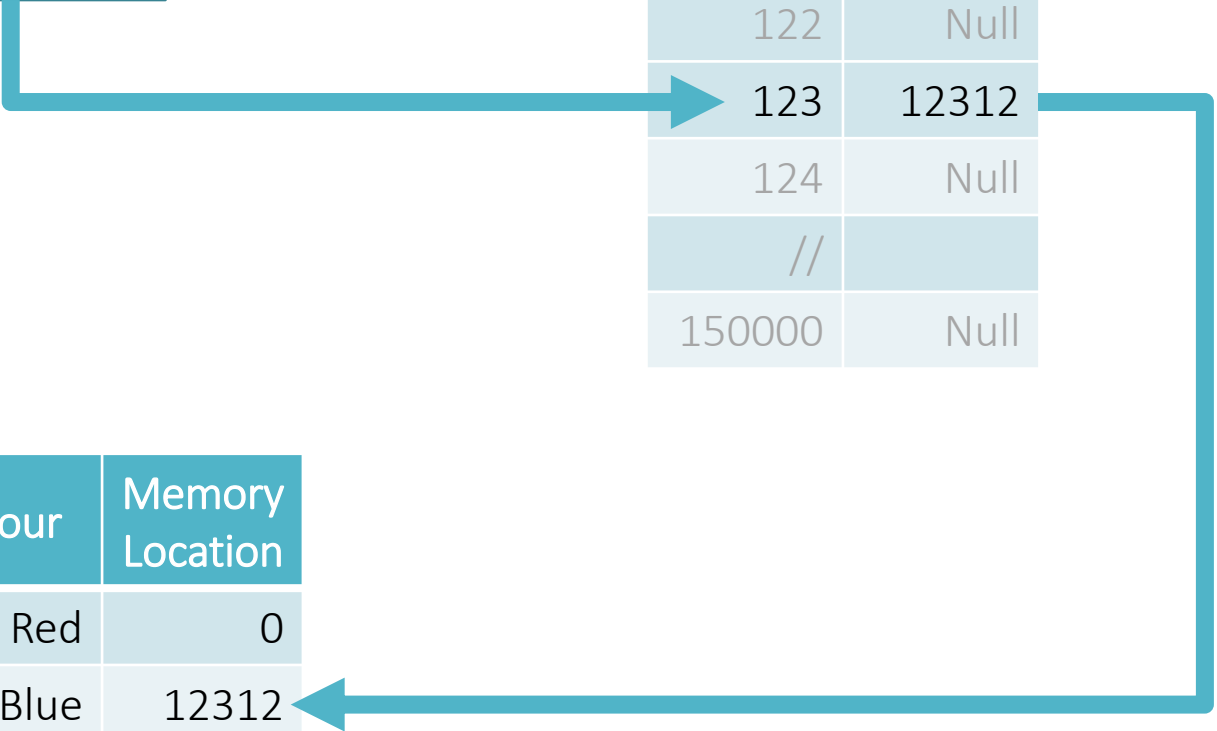 122 Null
123 12312
124 Null
//
150000 Null
our Memory
Location
Red 0
Blue 12312